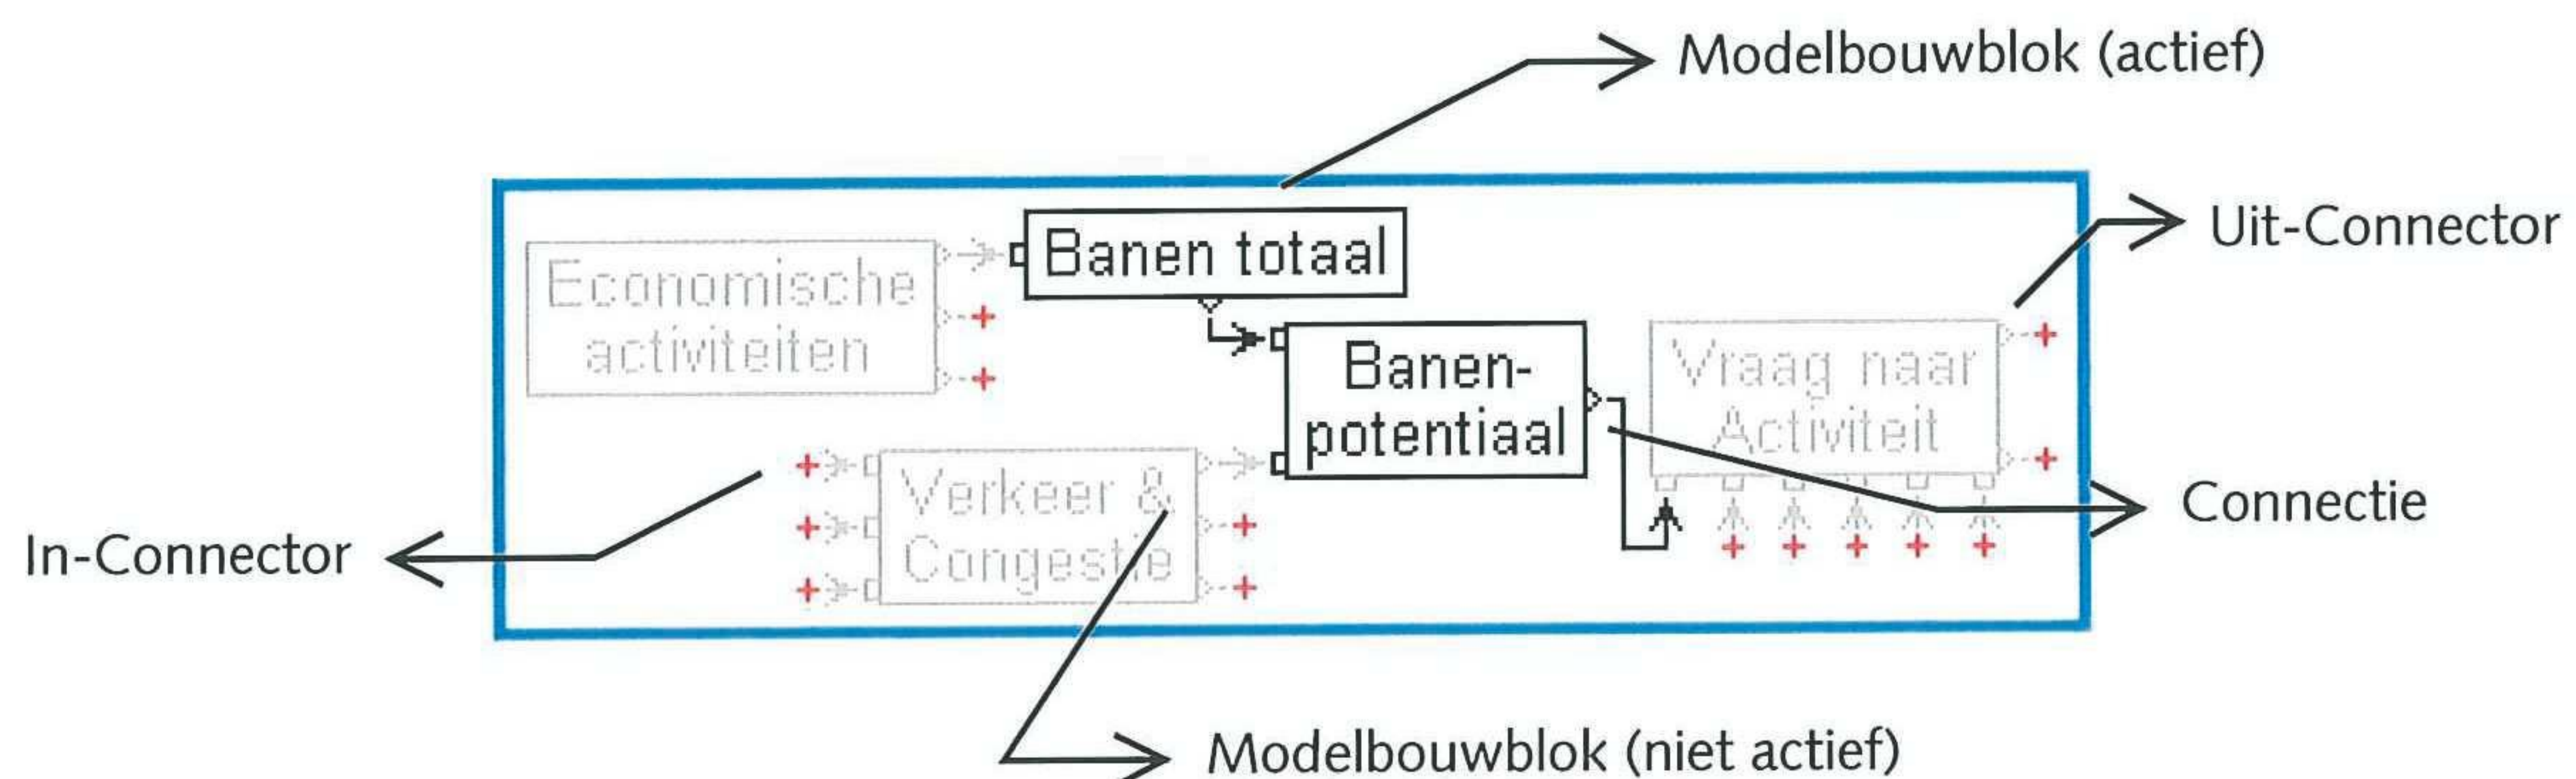 Modelbouwblok (actief)
Uit-Connector
Banen totaal
Economische
activiteiten
Banen-
potentiaal
Vraag naar
Activiteit
Verkeer &
Congestie
Connectie
In-Connector
Modelbouwblok (niet actief)